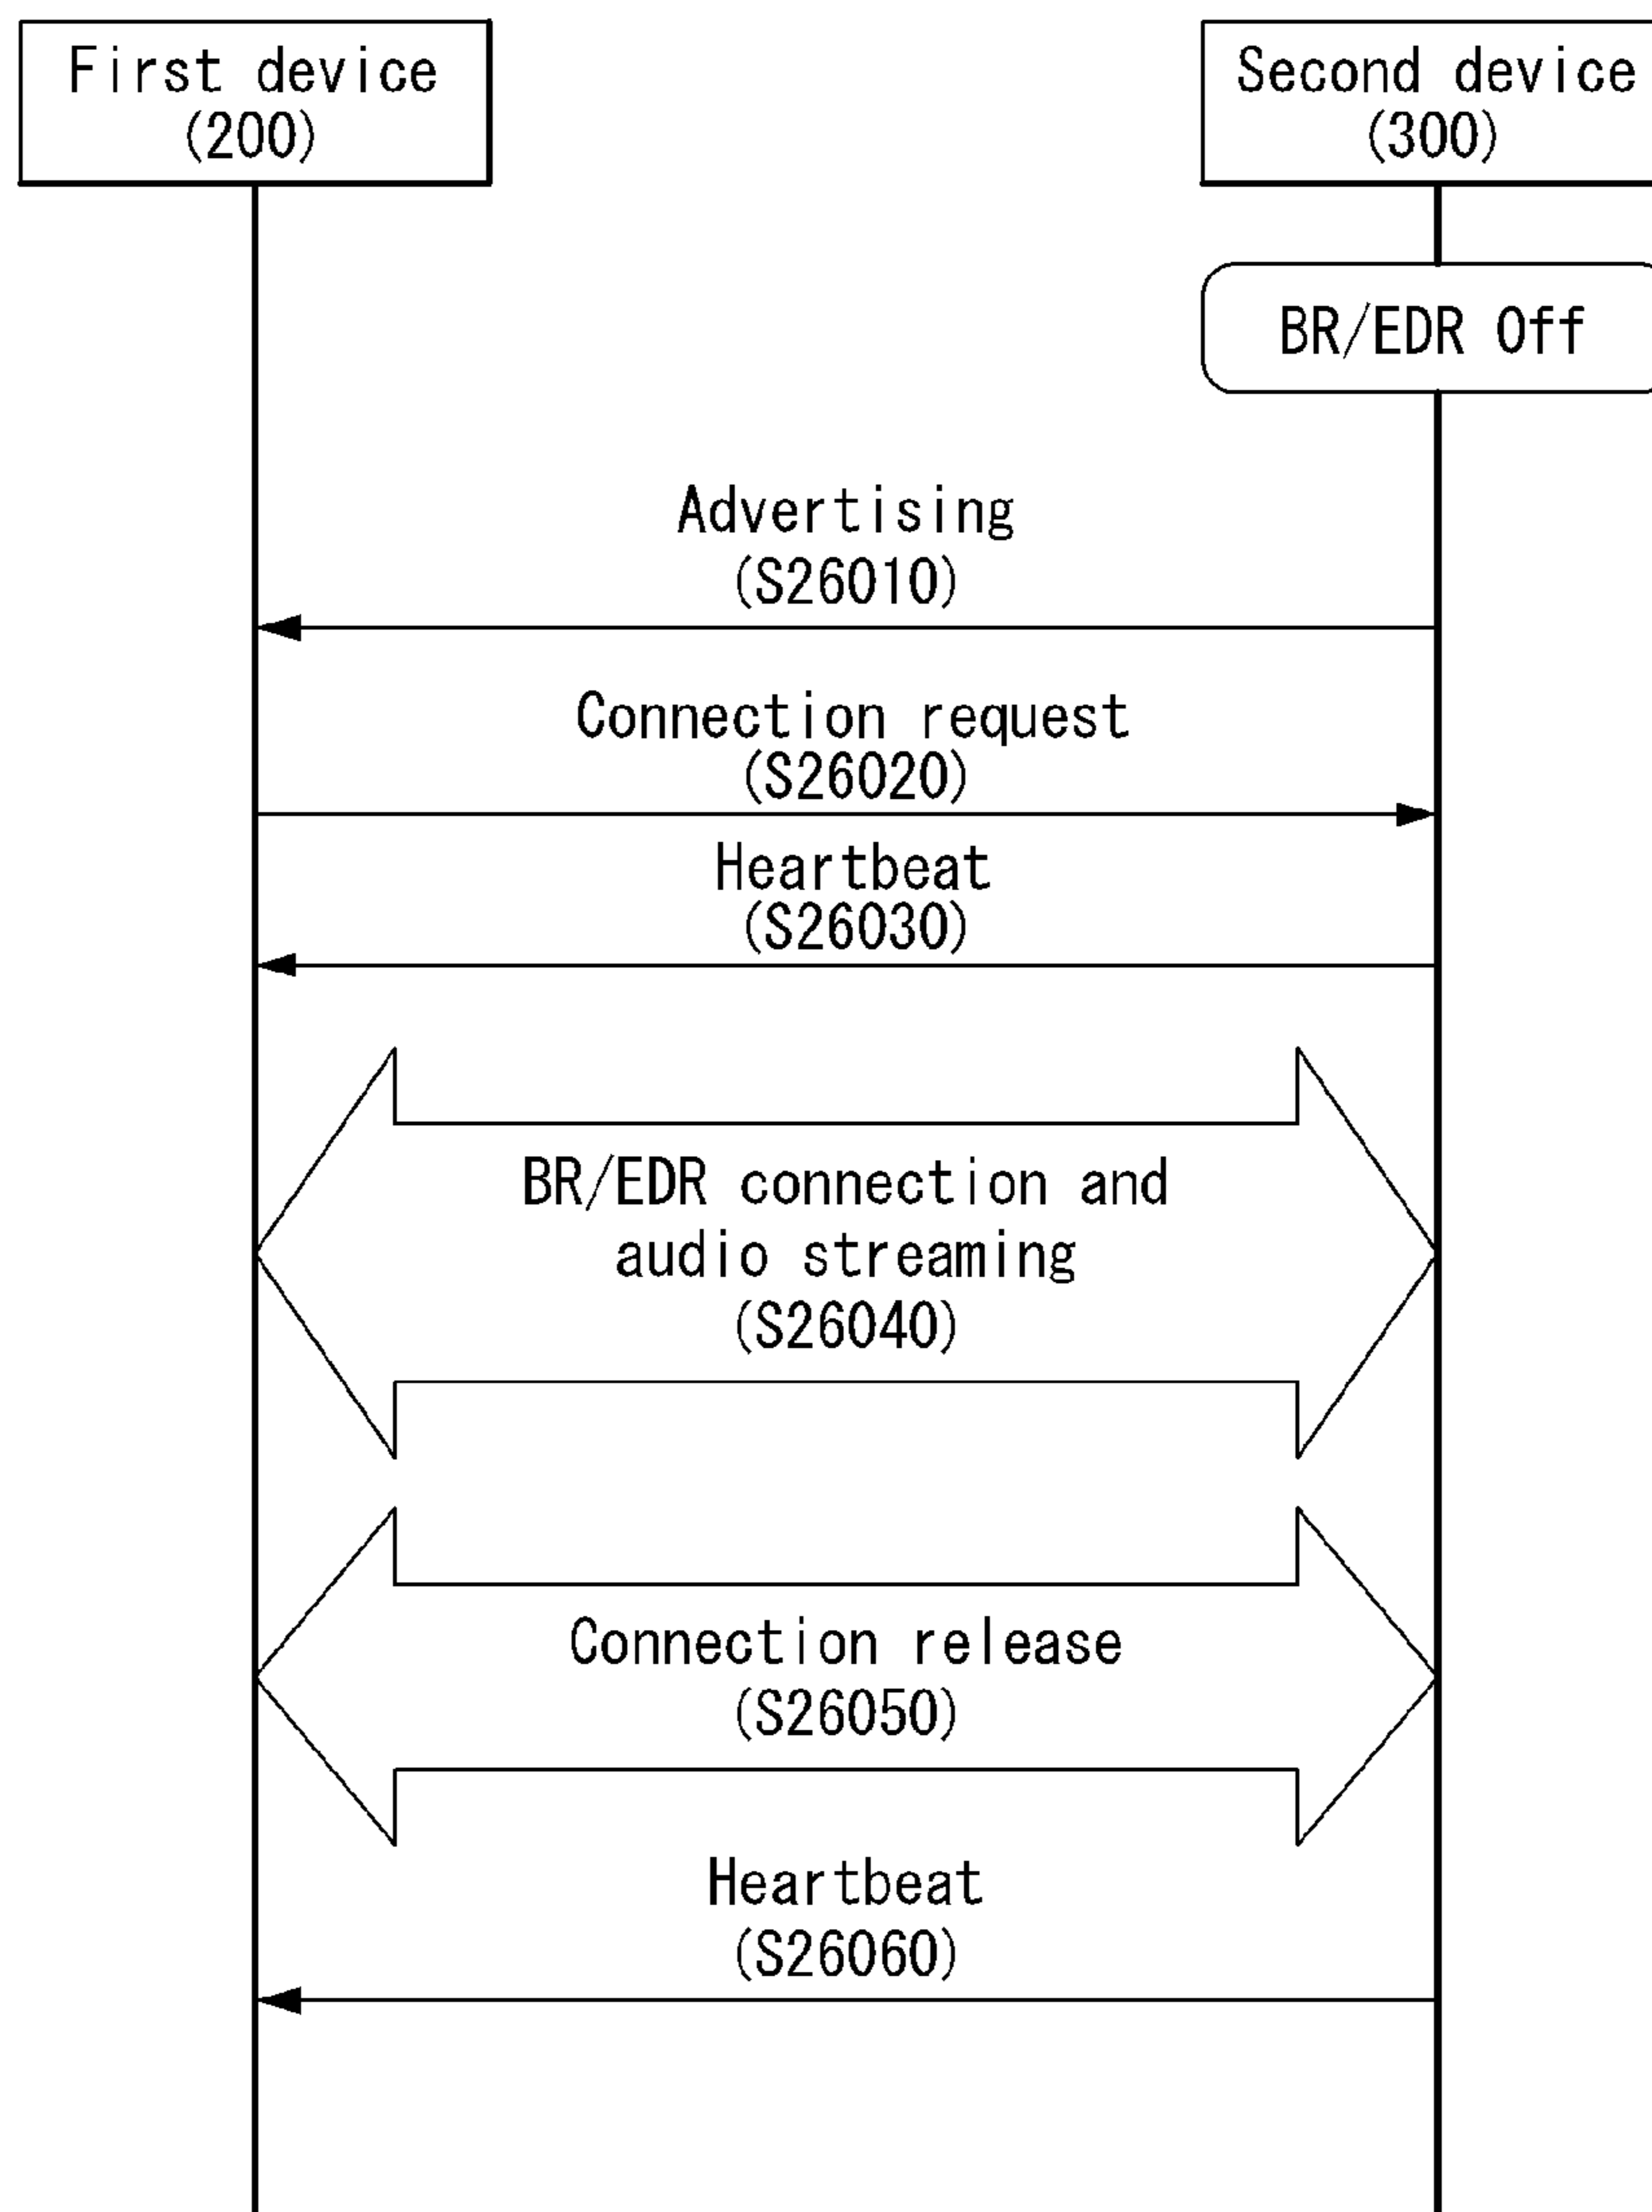 First device
(200)
Second device
(300)
BR/EDR Off
Advertising
(S26010)
Connection request
(S26020)
Heartbeat
(S26030)
BR/EDR connection and
audio streaming
(S26040)
Connection release
(S26050)
Heartbeat
(S26060)